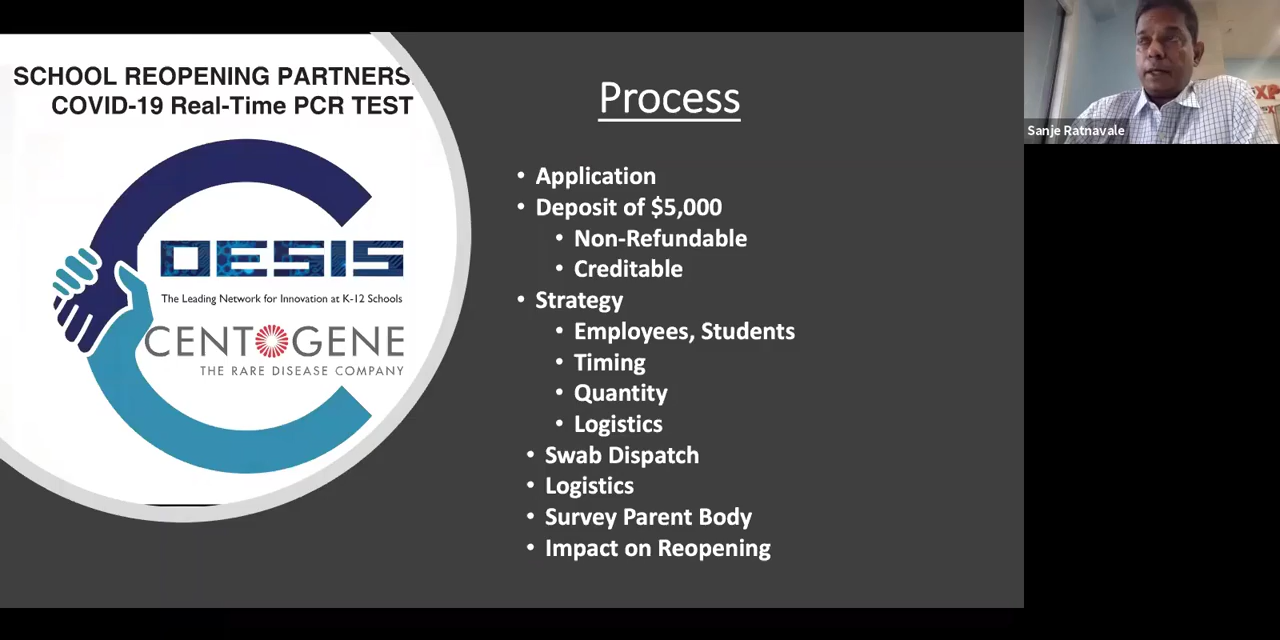 SCHOOL REOPENING PARTNERS
COVID-19 Real-Time PCR TEST
OESIS
The Leading Network for Innovation at K-12 Schools
CENTOGENE
THE RARE DISEASE COMPANY
Process
• Application
• Deposit of $5,000
• Non-Refundable
• Creditable
• Strategy
• Employees, Students
• Timing
• Quantity
• Logistics
• Swab Dispatch
• Logistics
• Survey Parent Body
• Impact on Reopening
Sanje Ratnavale